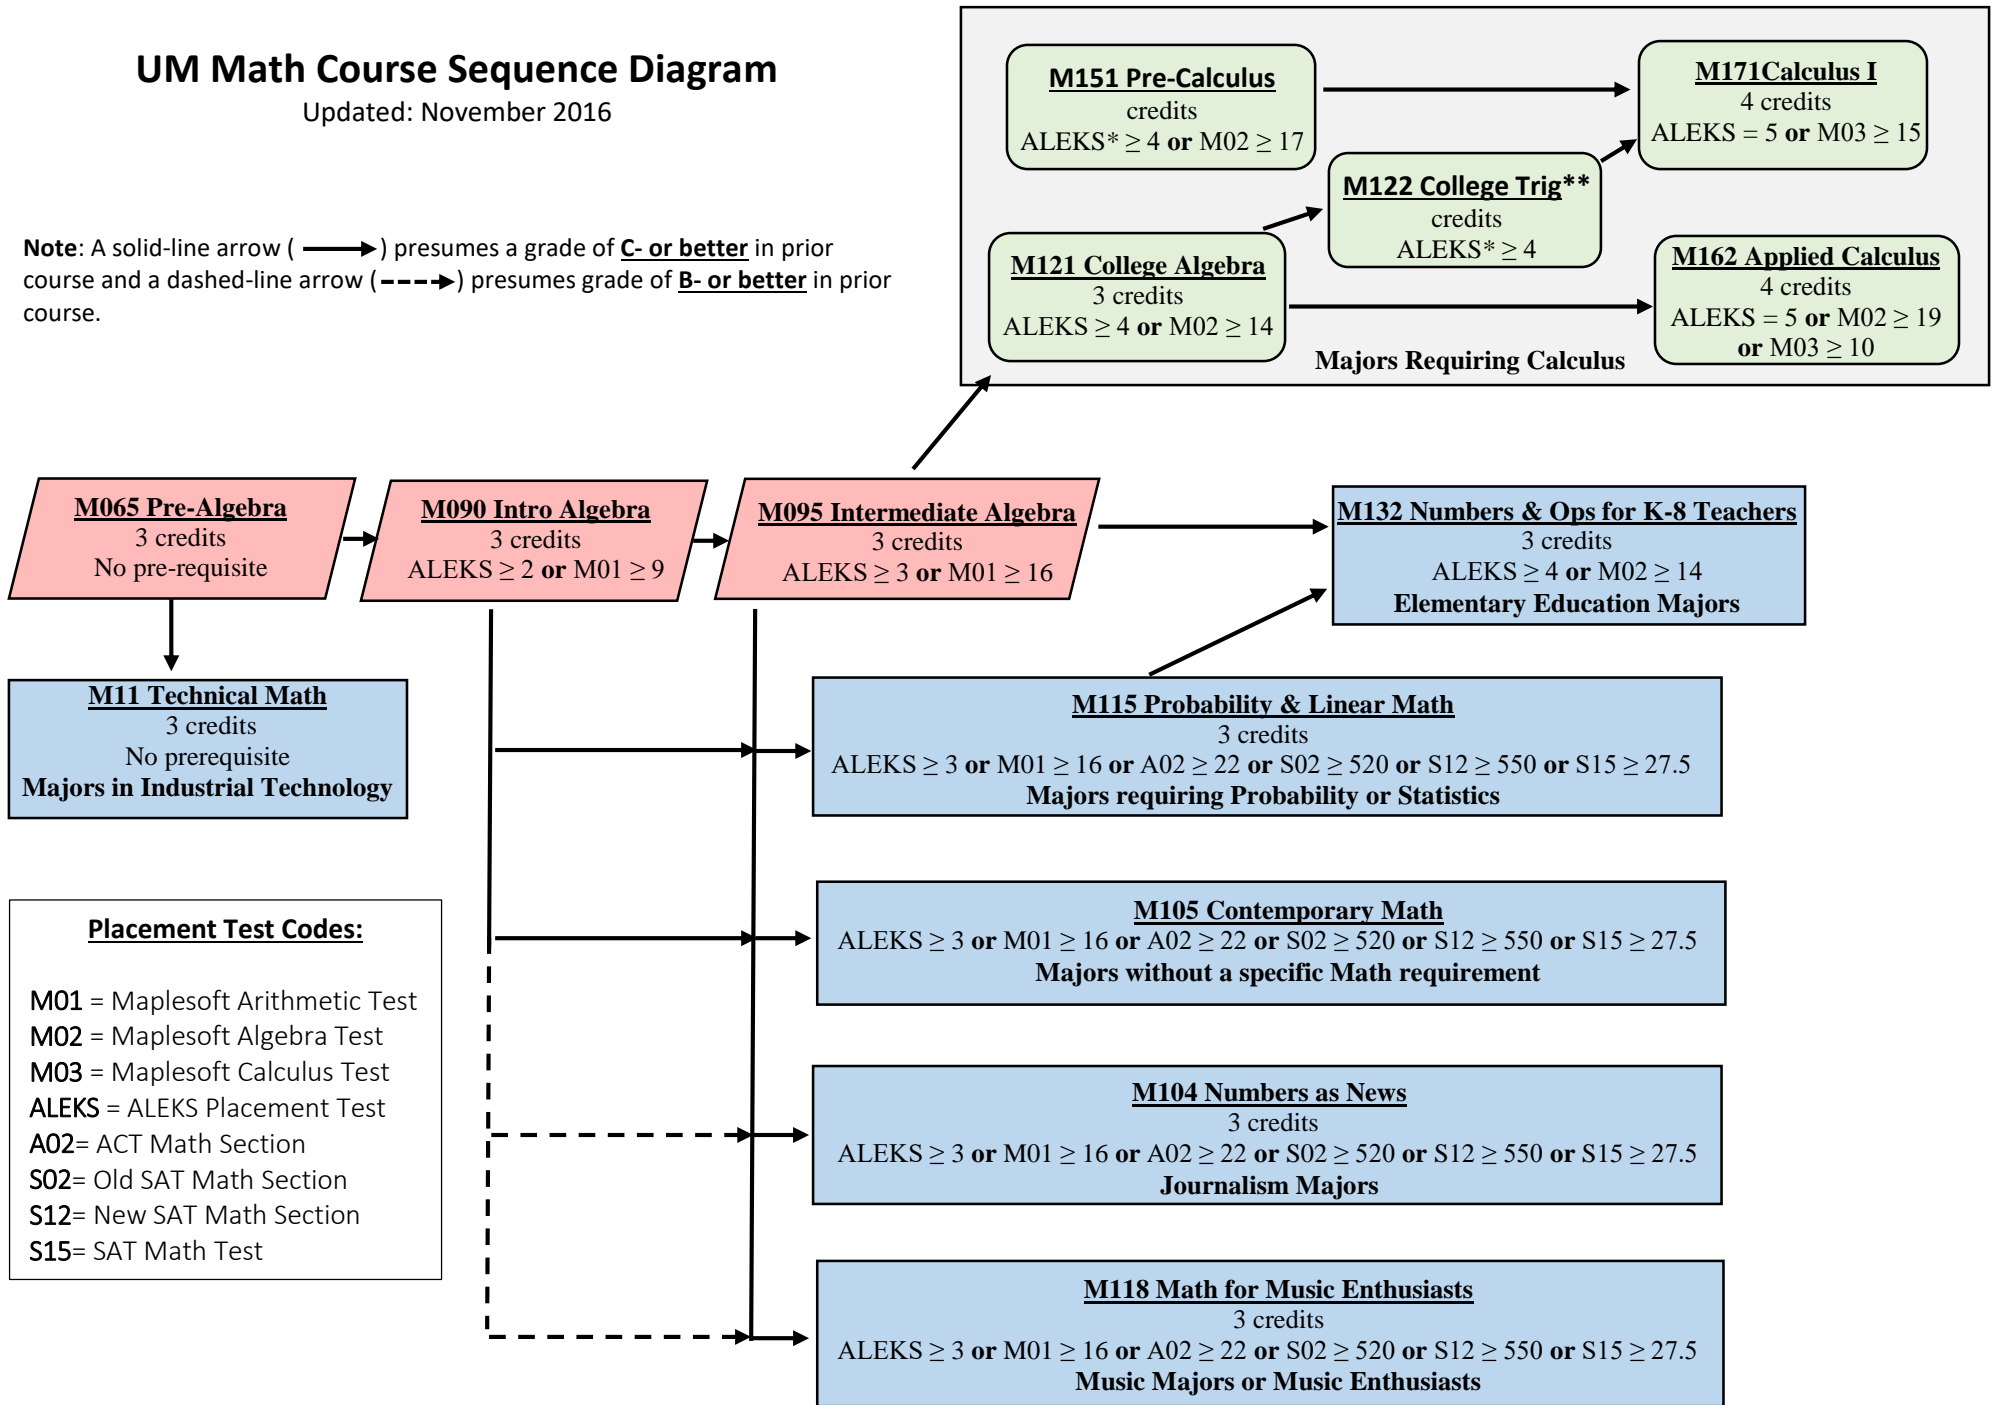 UM Math Course Sequence Diagram
Updated: November 2016
Note: A solid-line arrow ( ) presumes a grade of C- or better in prior
course and a dashed-line arrow ( ) presumes grade of B- or better in prior
course.
M151 Pre-Calculus
credits
ALEKS* ≥ 4 or M02 ≥ 17
M171Calculus I
4 credits
ALEKS = 5 or M03 ≥ 15
M122 College Trig**
credits
ALEKS* ≥ 4
M121 College Algebra
3 credits
ALEKS ≥ 4 or M02 ≥ 14
M162 Applied Calculus
4 credits
ALEKS = 5 or M02 ≥ 19
or M03 ≥ 10
Majors Requiring Calculus
M065 Pre-Algebra
3 credits
No pre-requisite
M090 Intro Algebra
3 credits
ALEKS ≥ 2 or M01 ≥ 9
M095 Intermediate Algebra
3 credits
ALEKS ≥ 3 or M01 ≥ 16
M132 Numbers & Ops for K-8 Teachers
3 credits
ALEKS ≥ 4 or M02 ≥ 14
Elementary Education Majors
M11 Technical Math
3 credits
No prerequisite
Majors in Industrial Technology
M115 Probability & Linear Math
3 credits
ALEKS ≥ 3 or M01 ≥ 16 or A02 ≥ 22 or S02 ≥ 520 or S12 ≥ 550 or S15 ≥ 27.5
Majors requiring Probability or Statistics
M105 Contemporary Math
ALEKS ≥ 3 or M01 ≥ 16 or A02 ≥ 22 or S02 ≥ 520 or S12 ≥ 550 or S15 ≥ 27.5
Majors without a specific Math requirement
M104 Numbers as News
3 credits
ALEKS ≥ 3 or M01 ≥ 16 or A02 ≥ 22 or S02 ≥ 520 or S12 ≥ 550 or S15 ≥ 27.5
Journalism Majors
M118 Math for Music Enthusiasts
3 credits
ALEKS ≥ 3 or M01 ≥ 16 or A02 ≥ 22 or S02 ≥ 520 or S12 ≥ 550 or S15 ≥ 27.5
Music Majors or Music Enthusiasts
Placement Test Codes:
M01 = Maplesoft Arithmetic Test
M02 = Maplesoft Algebra Test
M03 = Maplesoft Calculus Test
ALEKS = ALEKS Placement Test
A02= ACT Math Section
S02= Old SAT Math Section
S12= New SAT Math Section
S15= SAT Math Test